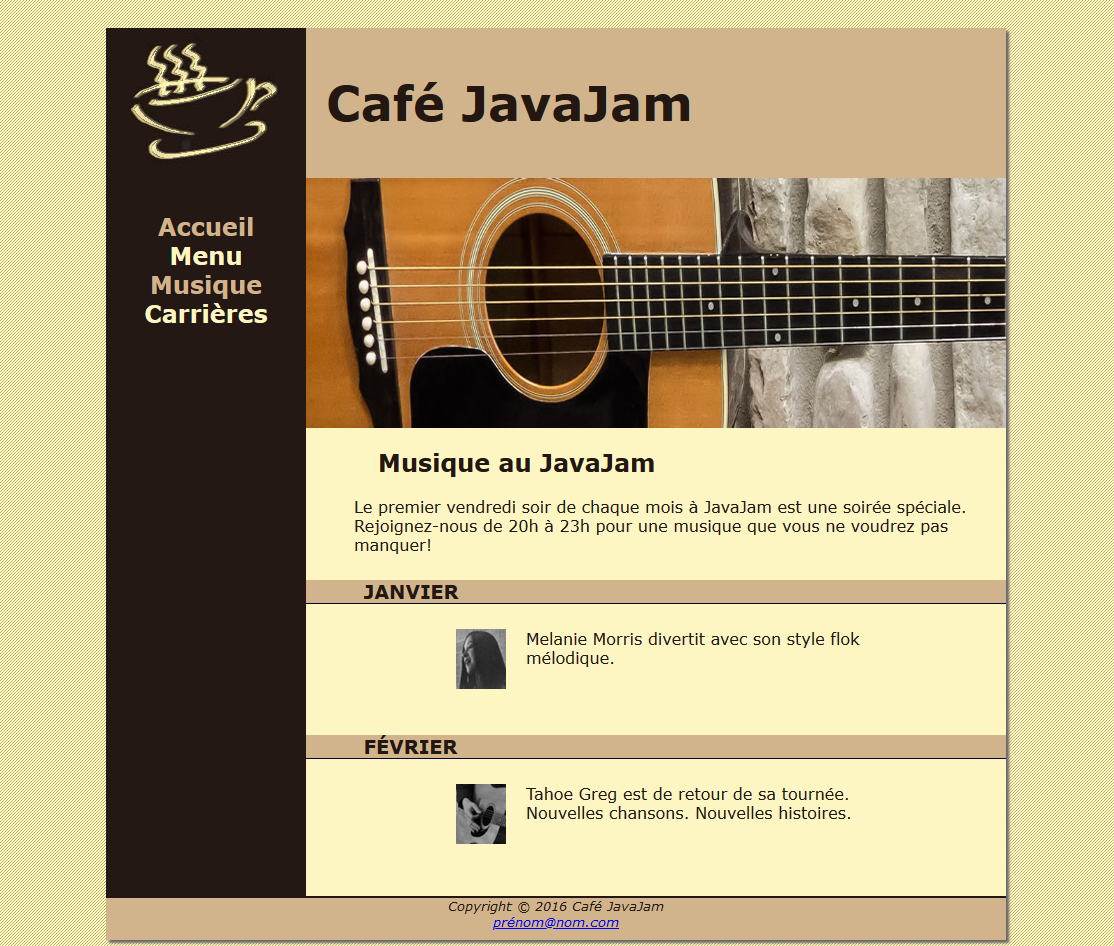 Café JavaJam
Accueil
Menu
Musique
Carrières
Musique au JavaJam
Le premier vendredi soir de chaque mois à JavaJam est une soirée spéciale.
Rejoignez-nous de 20h à 23h pour une musique que vous ne voudrez pas
manquer!
JANVIER
Melanie Morris divertit avec son style flok
mélodique.
FÉVRIER
Tahoe Greg est de retour de sa tournée.
Nouvelles chansons. Nouvelles histoires.
Copyright © 2016 Café JavaJam
prénom@nom.com